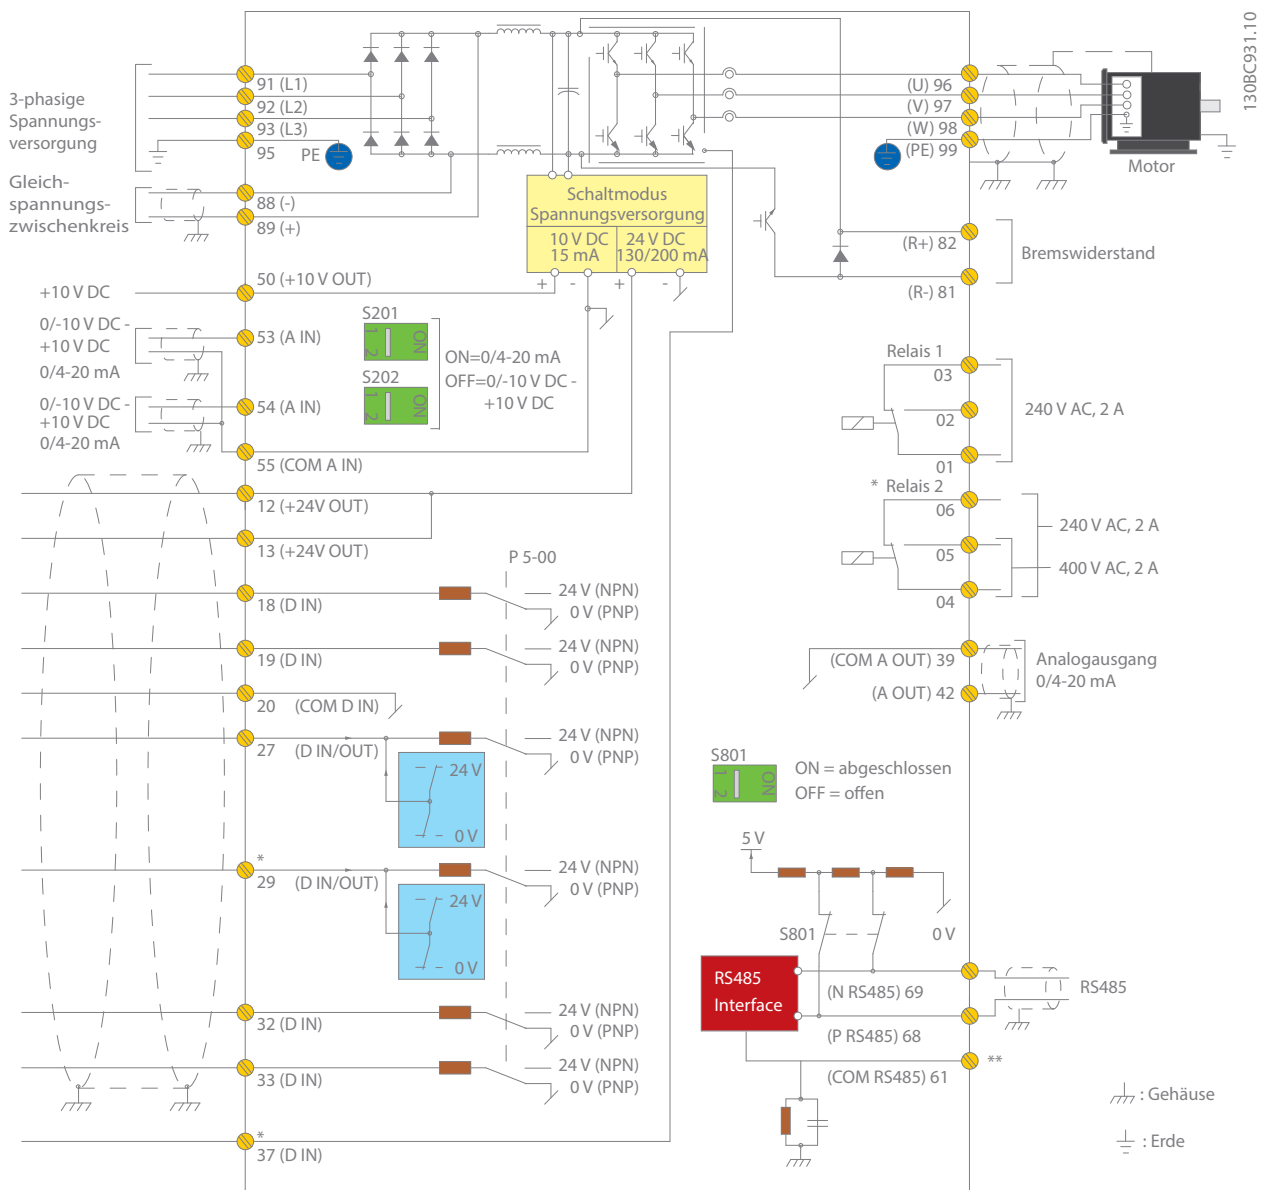 130BC931.10
3-phasige
Spannungs-
versorgung
91 (L1)
92 (L2)
93 (L3)
95
PE
Gleich-
spannungs-
zwischenkreis
88 (-)
89 (+)
50 (+10 V OUT)
+10 V DC
0/-10 V DC -
+10 V DC
0/4-20 mA
53 (A IN)
0/-10 V DC -
+10 V DC
0/4-20 mA
54 (A IN)
55 (COM A IN)
12 (+24V OUT)
13 (+24V OUT)
18 (D IN)
19 (D IN)
20 (COM D IN)
27 (D IN/OUT)
*
29 (D IN/OUT)
32 (D IN)
33 (D IN)
*
37 (D IN)
Schaltmodus
Spannungsversorgung
10 V DC
15 mA
24 V DC
130/200 mA
+ - + -
S201
1 2 ON
S202
1 2 ON
ON=0/4-20 mA
OFF=0/-10 V DC -
+10 V DC
P 5-00
24 V (NPN)
0 V (PNP)
24 V (NPN)
0 V (PNP)
24 V (NPN)
0 V (PNP)
24 V
0 V
24 V (NPN)
0 V (PNP)
24 V
0 V
24 V (NPN)
0 V (PNP)
24 V (NPN)
0 V (PNP)
(U) 96
(V) 97
(W) 98
(PE) 99
Motor
(R+) 82
(R-) 81
Bremswiderstand
Relais 1
03
02
01
240 V AC, 2 A
* Relais 2
06
05
04
240 V AC, 2 A
400 V AC, 2 A
(COM A OUT) 39
(A OUT) 42
Analogausgang
0/4-20 mA
S801
1 2 ON
ON = abgeschlossen
OFF = offen
5 V
S801
0 V
RS485
Interface
(N RS485) 69
(P RS485) 68
(COM RS485) 61
RS485
**
: Gehäuse
: Erde